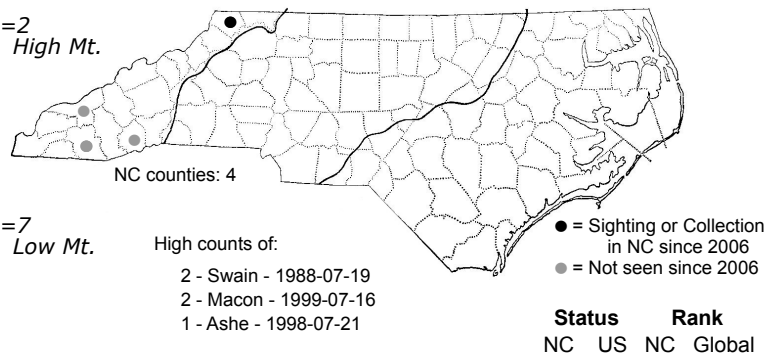 =2
High Mt.
NC counties: 4
=7
Low Mt.
High counts of:
2 - Swain - 1988-07-19
2 - Macon - 1999-07-16
1 - Ashe - 1998-07-21
● = Sighting or Collection
in NC since 2006
● = Not seen since 2006
Status Rank
NC US NC Global